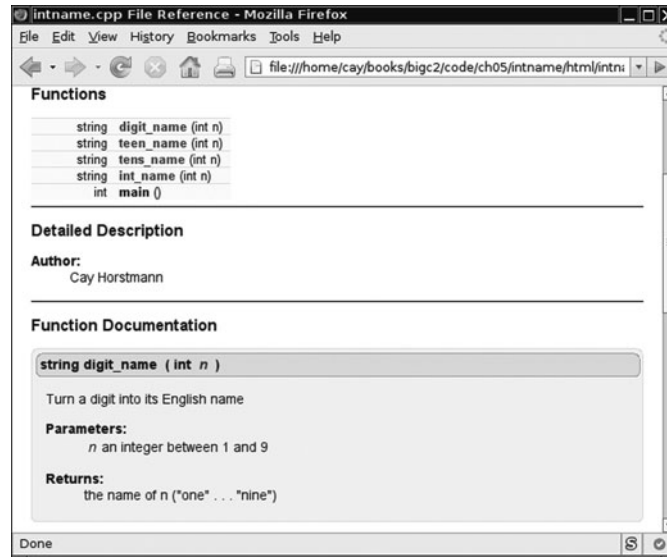 intname.cpp File Reference - Mozilla Firefox
File Edit View History Bookmarks Tools Help
file:///home/cay/books/bigc2/code/ch05/intname/html/intna
Functions
string digit_name (int n)
string teen_name (int n)
string tens_name (int n)
string int_name (int n)
int main ()
Detailed Description
Author:
Cay Horstmann
Function Documentation
string digit_name ( int n )
Turn a digit into its English name
Parameters:
n an integer between 1 and 9
Returns:
the name of n ("one" . . . "nine")
Done